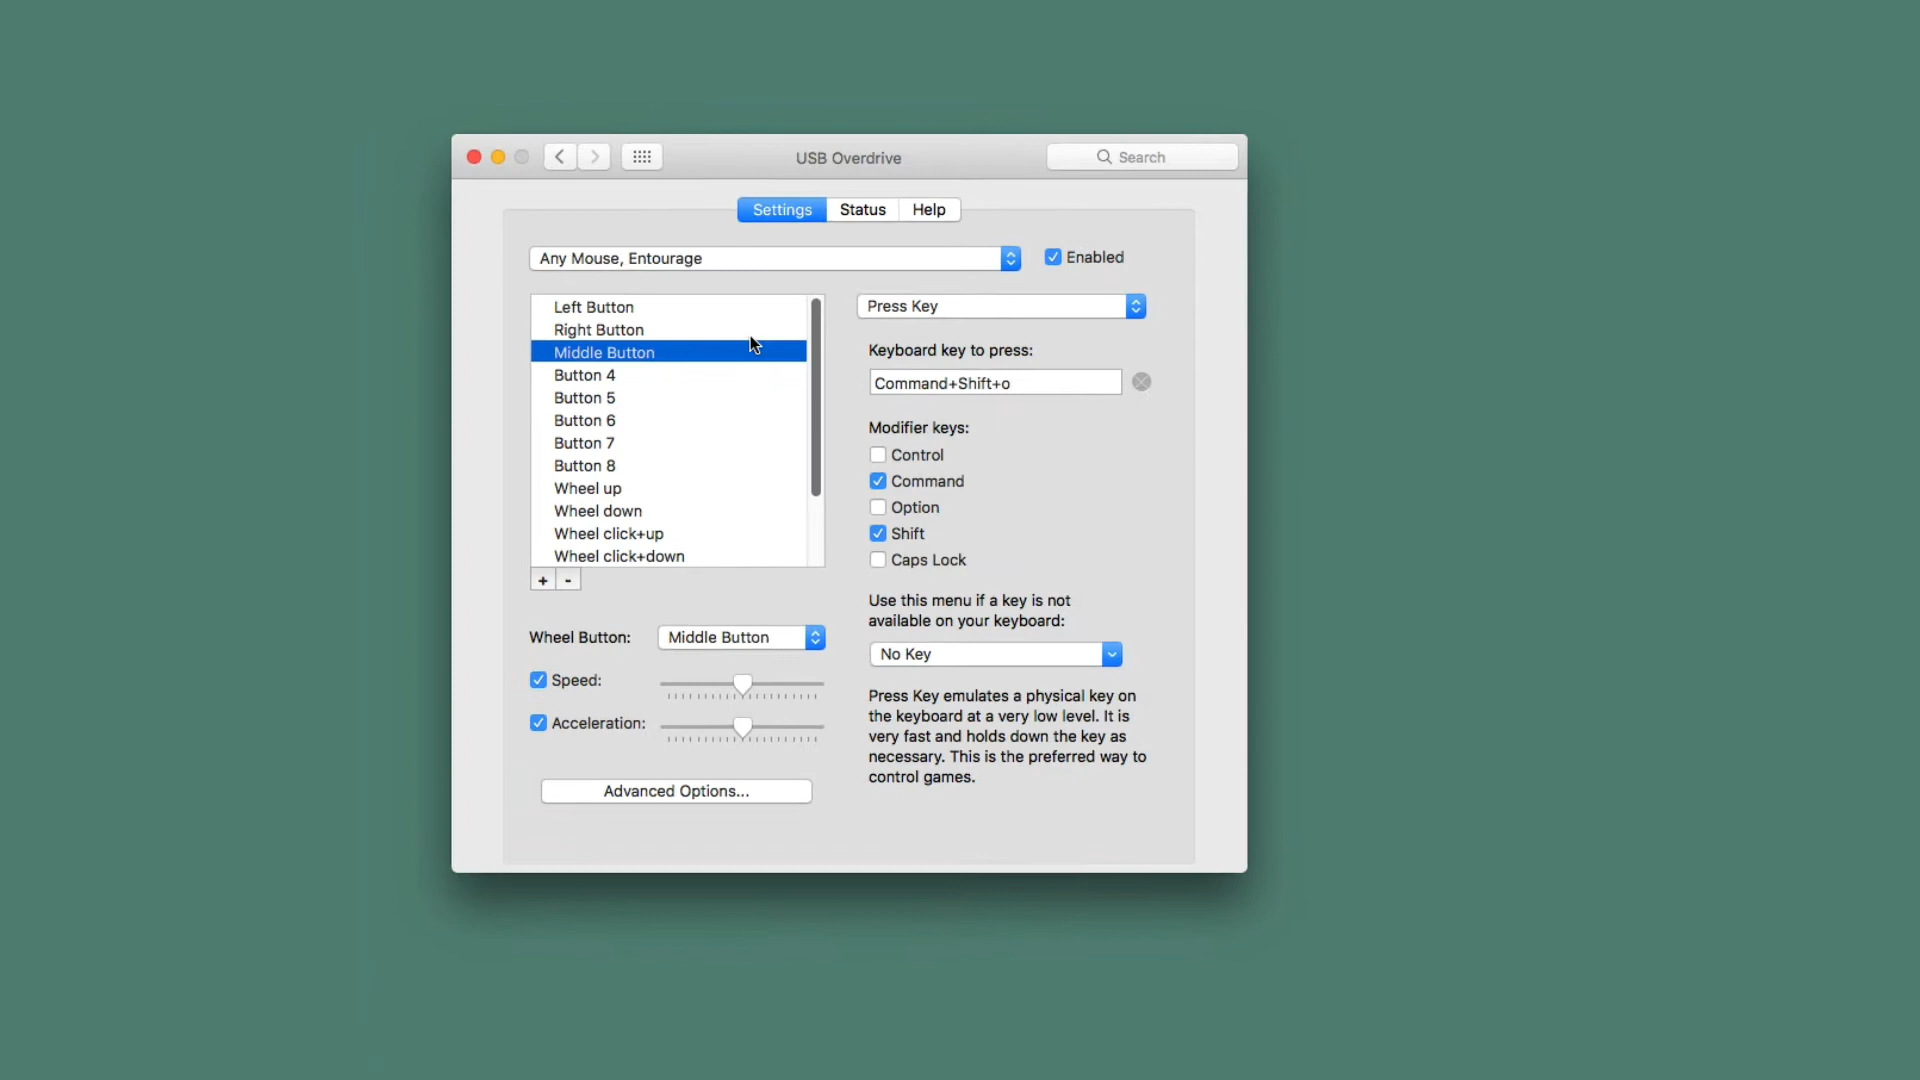 USB Overdrive
Search
Settings
Status
Help
Any Mouse, Entourage
Enabled
Left Button
Right Button
Middle Button
Button 4
Button 5
Button 6
Button 7
Button 8
Wheel up
Wheel down
Wheel click+up
Wheel click+down
+
-
Wheel Button:
Middle Button
Speed:
Acceleration:
Advanced Options...
Press Key
Keyboard key to press:
Command+Shift+o
Modifier keys:
Control
Command
Option
Shift
Caps Lock
Use this menu if a key is not
available on your keyboard:
No Key
Press Key emulates a physical key on
the keyboard at a very low level. It is
very fast and holds down the key as
necessary. This is the preferred way to
control games.